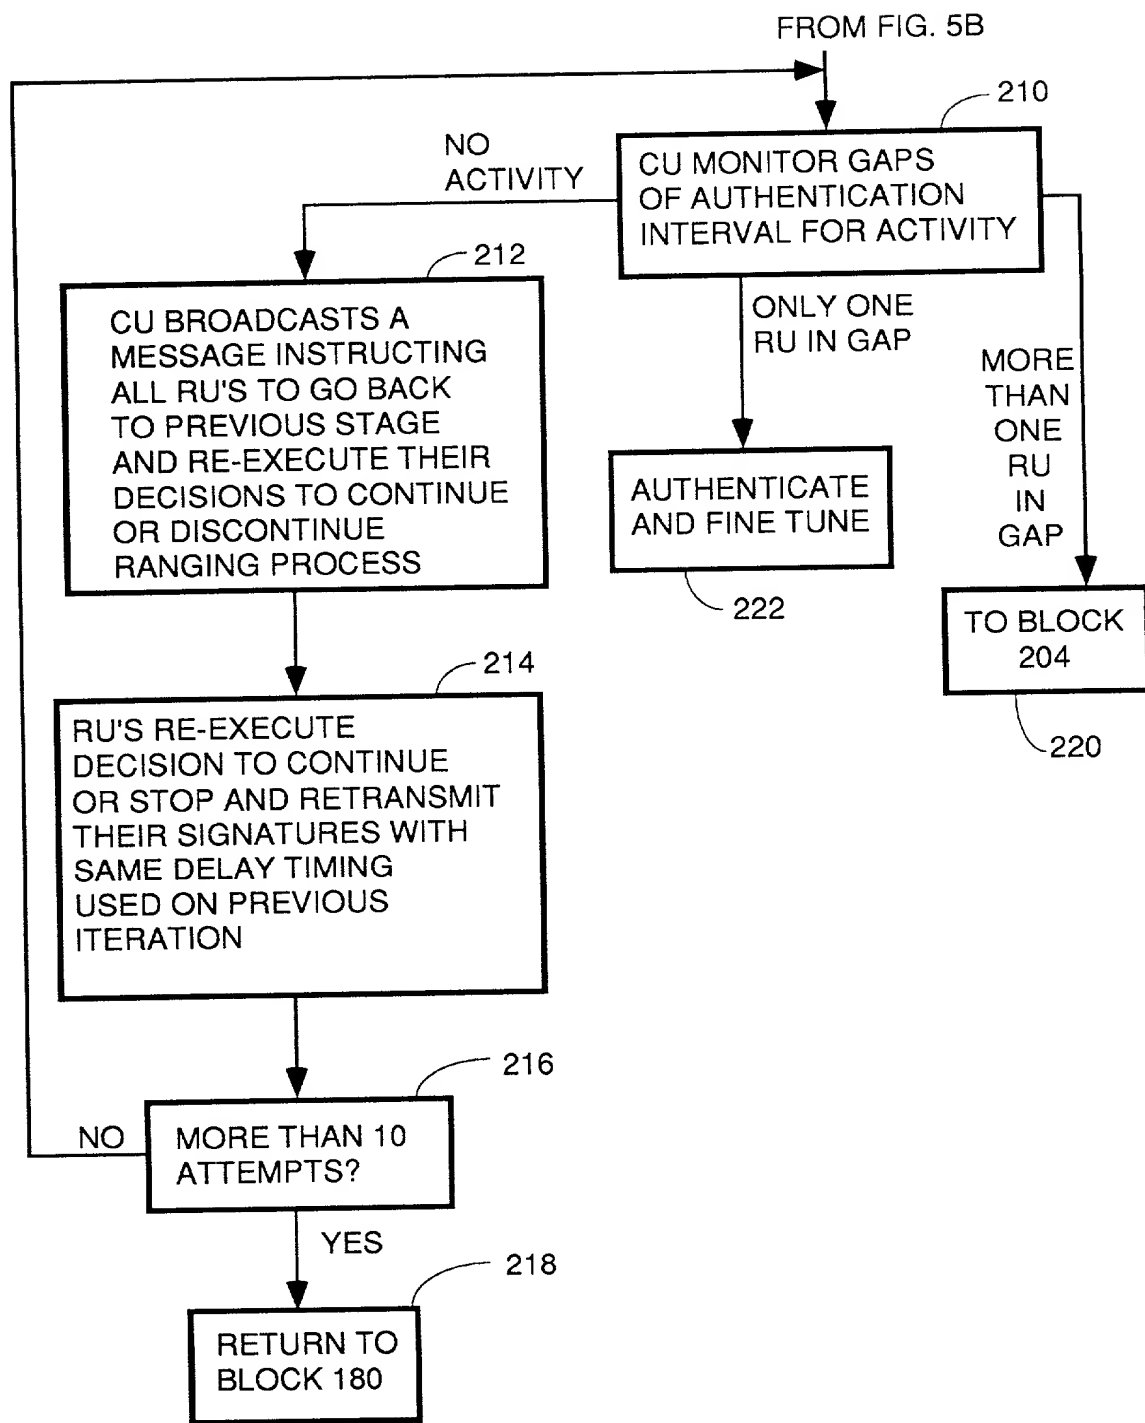 FROM FIG. 5B
210
CU MONITOR GAPS
OF AUTHENTICATION
INTERVAL FOR ACTIVITY
NO
ACTIVITY
212
CU BROADCASTS A
MESSAGE INSTRUCTING
ALL RU'S TO GO BACK
TO PREVIOUS STAGE
AND RE-EXECUTE THEIR
DECISIONS TO CONTINUE
OR DISCONTINUE
RANGING PROCESS
ONLY ONE
RU IN GAP
MORE
THAN
ONE
RU
IN
GAP
AUTHENTICATE
AND FINE TUNE
222
TO BLOCK
204
220
214
RU'S RE-EXECUTE
DECISION TO CONTINUE
OR STOP AND RETRANSMIT
THEIR SIGNATURES WITH
SAME DELAY TIMING
USED ON PREVIOUS
ITERATION
216
NO
MORE THAN 10
ATTEMPTS?
YES
218
RETURN TO
BLOCK 180